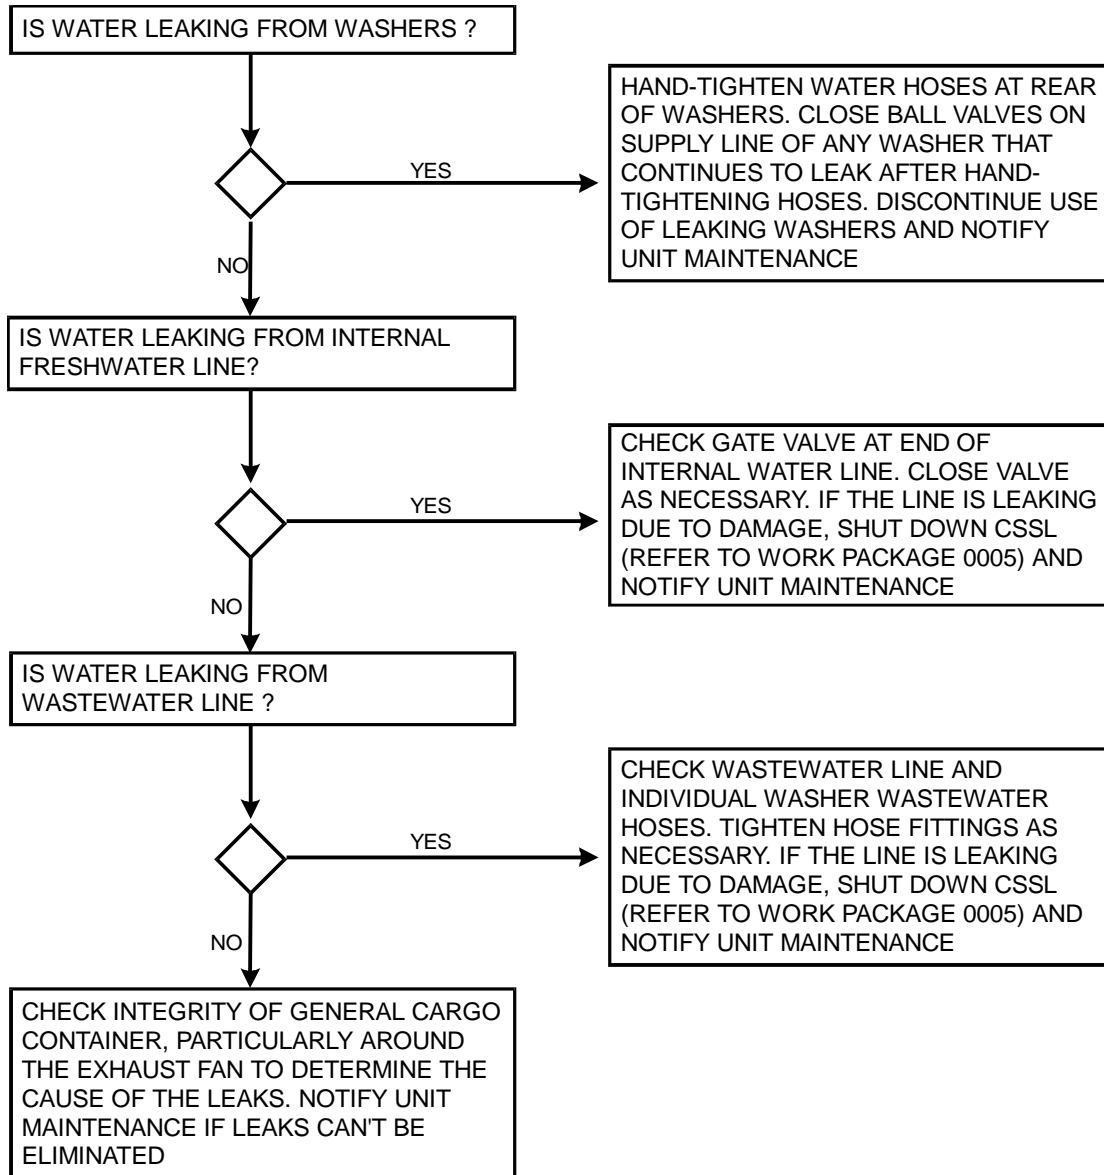 IS WATER LEAKING FROM WASHERS ?
HAND-TIGHTEN WATER HOSES AT REAR
OF WASHERS. CLOSE BALL VALVES ON
SUPPLY LINE OF ANY WASHER THAT
CONTINUES TO LEAK AFTER HAND-
TIGHTENING HOSES. DISCONTINUE USE
OF LEAKING WASHERS AND NOTIFY
UNIT MAINTENANCE
YES
NO
IS WATER LEAKING FROM INTERNAL
FRESHWATER LINE?
CHECK GATE VALVE AT END OF
INTERNAL WATER LINE. CLOSE VALVE
AS NECESSARY. IF THE LINE IS LEAKING
DUE TO DAMAGE, SHUT DOWN CSSL
(REFER TO WORK PACKAGE 0005) AND
NOTIFY UNIT MAINTENANCE
YES
NO
IS WATER LEAKING FROM
WASTEWATER LINE ?
CHECK WASTEWATER LINE AND
INDIVIDUAL WASHER WASTEWATER
HOSES. TIGHTEN HOSE FITTINGS AS
NECESSARY. IF THE LINE IS LEAKING
DUE TO DAMAGE, SHUT DOWN CSSL
(REFER TO WORK PACKAGE 0005) AND
NOTIFY UNIT MAINTENANCE
YES
NO
CHECK INTEGRITY OF GENERAL CARGO
CONTAINER, PARTICULARLY AROUND
THE EXHAUST FAN TO DETERMINE THE
CAUSE OF THE LEAKS. NOTIFY UNIT
MAINTENANCE IF LEAKS CAN'T BE
ELIMINATED